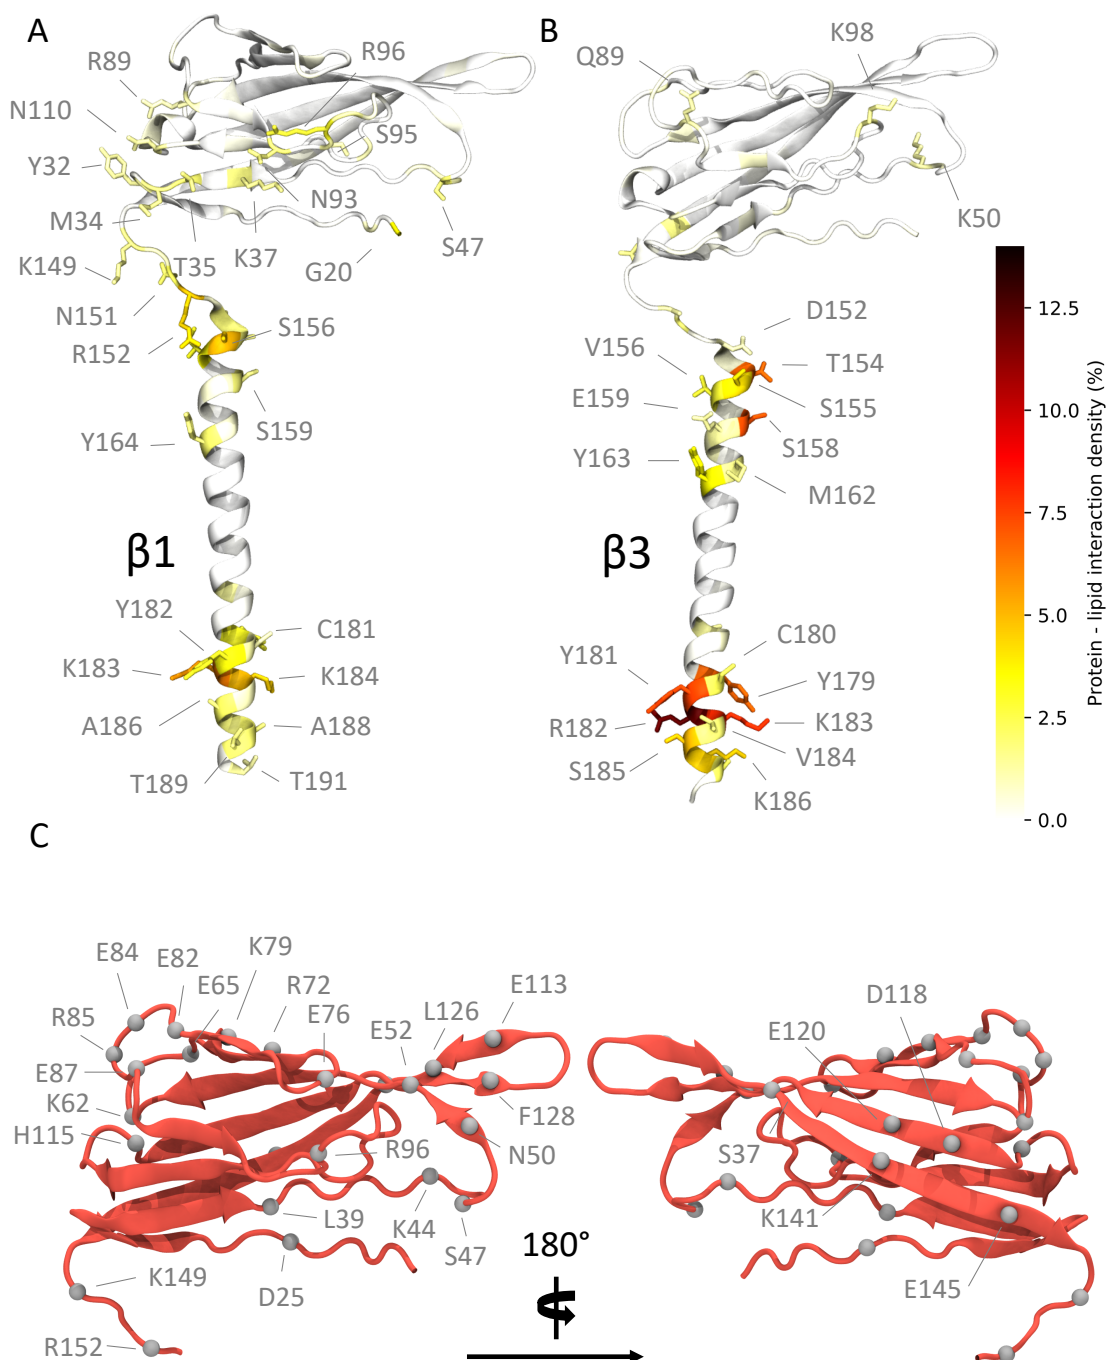 A
R89
R96
N110
S95
Y32
N93
M34
S47
K37
T35
G20
K149
N151
S156
R152
S159
Y164
β1
Y182
C181
K183
K184
A186
A188
T189
T191
B
K98
Q89
K50
D152
V156
T154
E159
S155
Y163
S158
M162
β3
C180
Y181
Y179
R182
K183
V184
S185
K186
12.5
10.0
7.5
5.0
2.5
0.0
Protein - lipid interaction density (%)
C
E84
E82
K79
E65
R72
E113
R85
E76
E52
L126
E87
K62
F128
H115
R96
N50
L39
K44
S47
K149
D25
R152
180°
D118
E120
S37
K141
E145